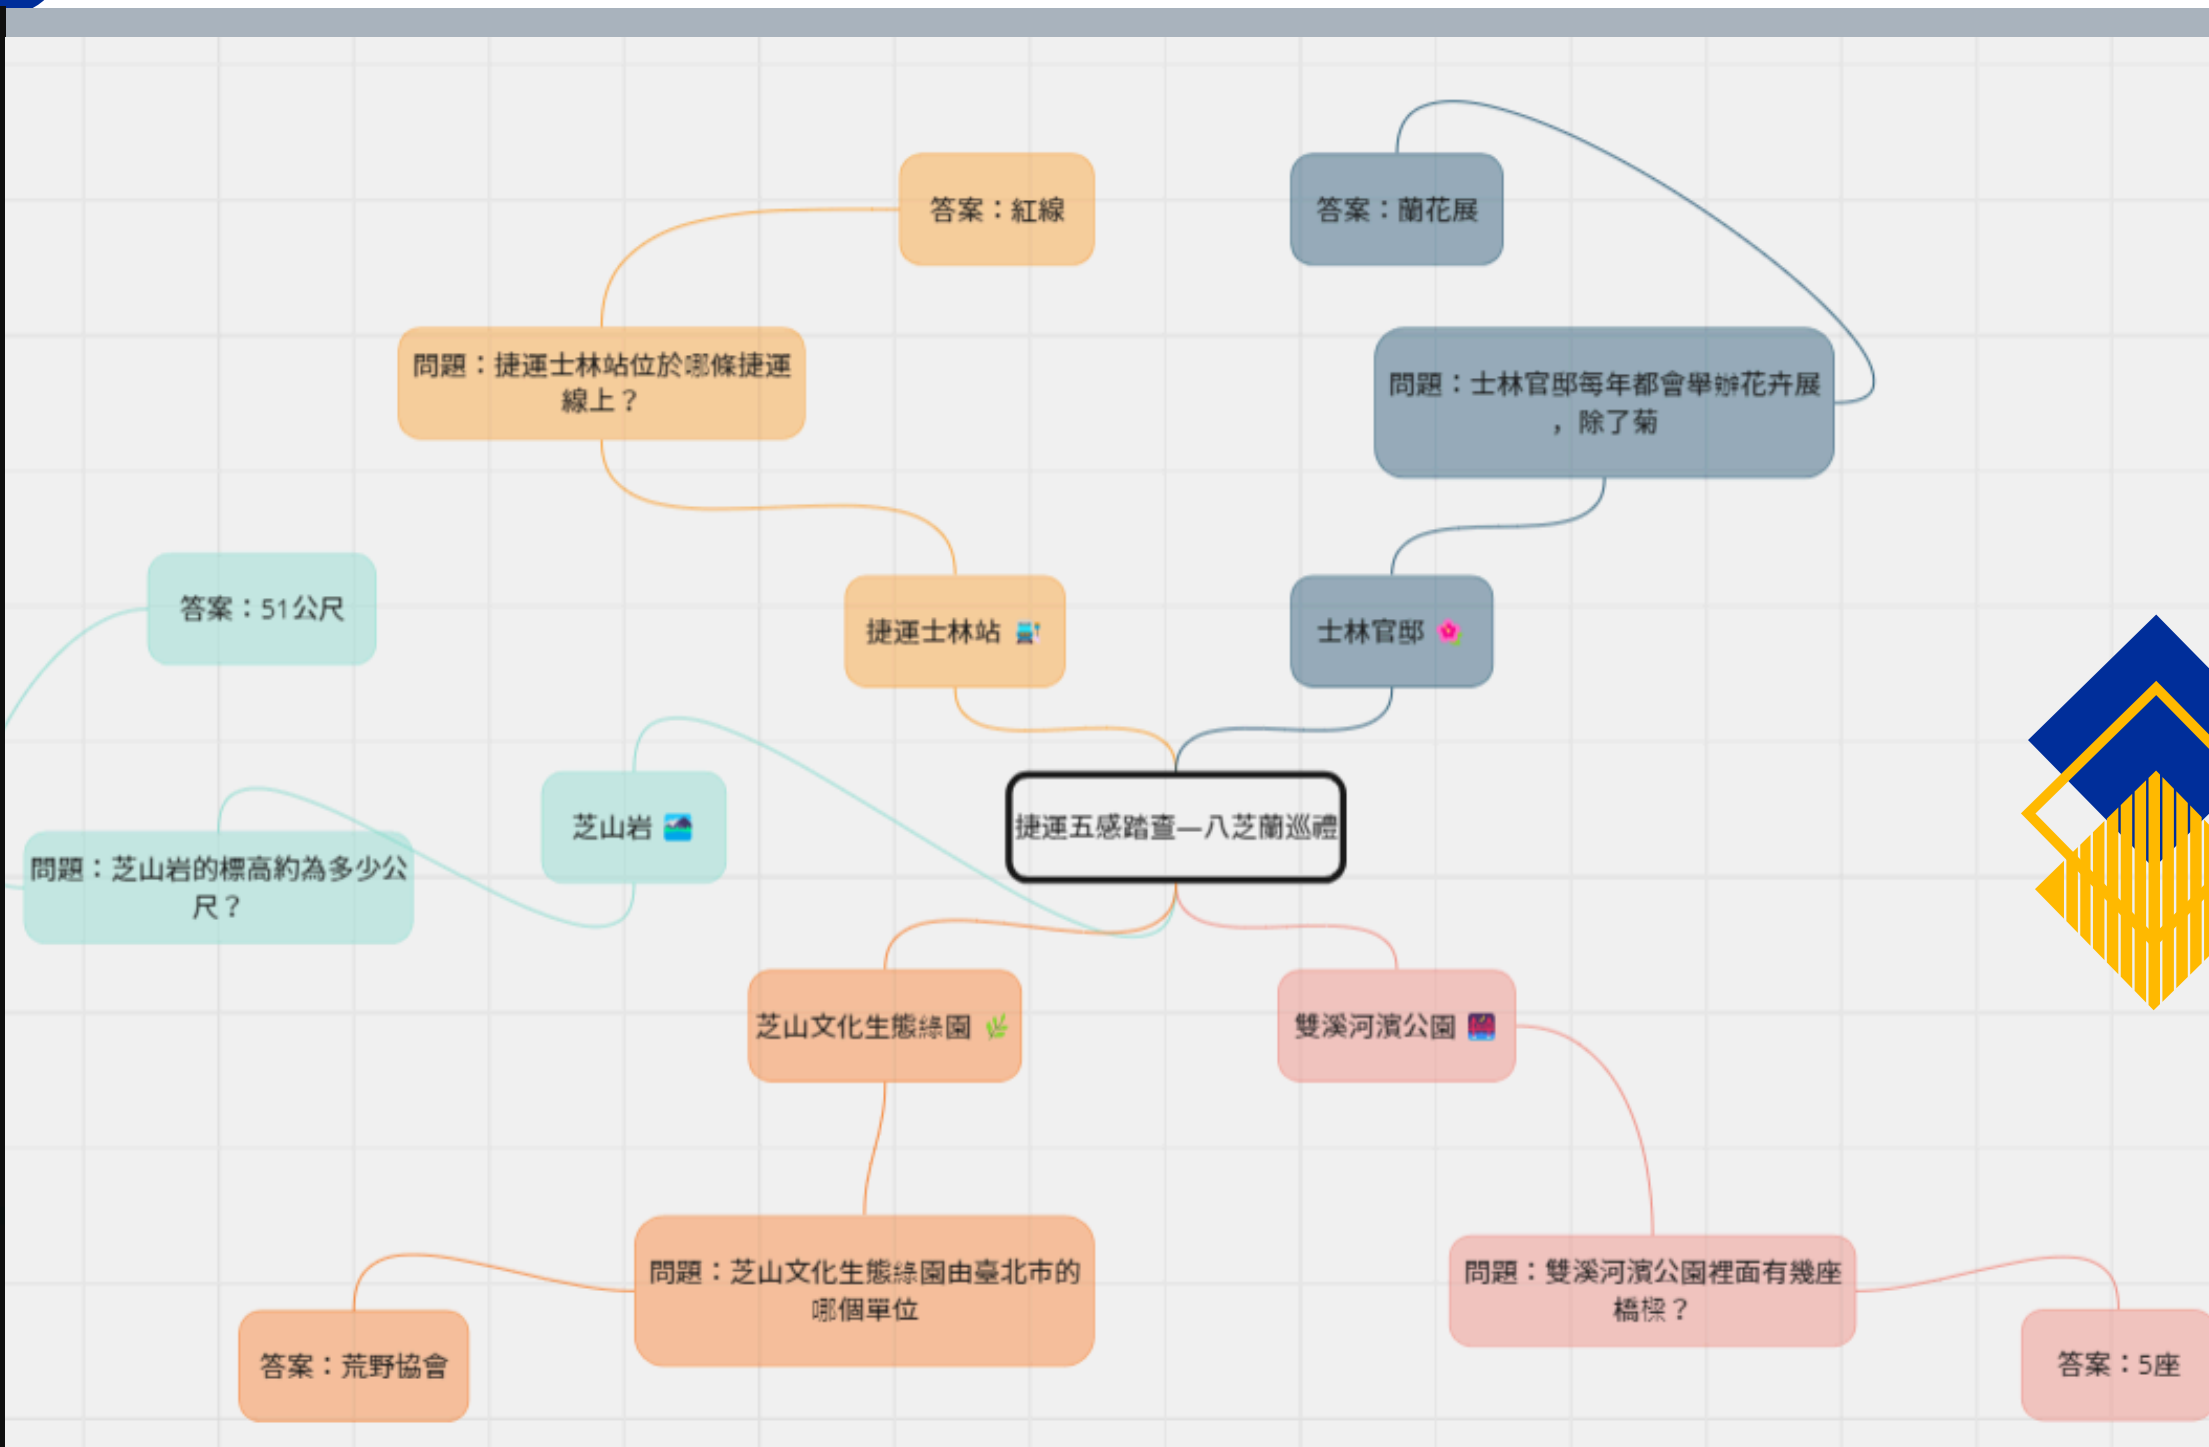 答案：紅線
答案：蘭花展
問題：捷運士林站位於哪條捷運
線上？
問題：士林官邸每年都會舉辦花卉展
，除了菊
答案：51公尺
捷運士林站
士林官邸
芝山岩
捷運五感踏查—八芝蘭巡禮
問題：芝山岩的標高約為多少公
尺？
芝山文化生態綠園
雙溪河濱公園
問題：芝山文化生態綠園由臺北市的
哪個單位
問題：雙溪河濱公園裡面有幾座
橋樑？
答案：荒野協會
答案：5座